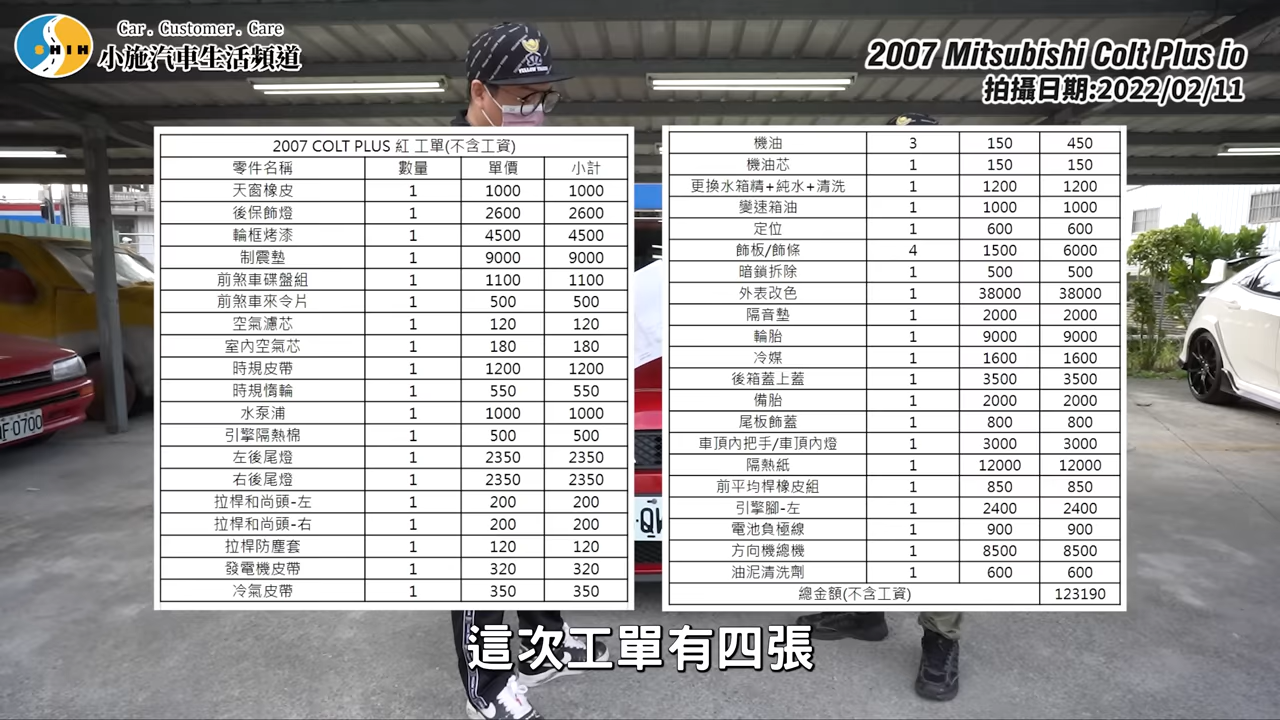 Car. Customer. Care
SHIH
小施汽車生活頻道
2007 Mitsubishi Colt Plus io
拍攝日期:2022/02/11
2007 COLT PLUS 紅 工單(不含工資)
零件名稱 數量 單價 小計
天窗橡皮 1 1000 1000
後保飾燈 1 2600 2600
輪框烤漆 1 4500 4500
制震墊 1 9000 9000
前煞車碟盤組 1 1100 1100
前煞車來令片 1 500 500
空氣濾芯 1 120 120
室內空氣芯 1 180 180
時規皮帶 1 1200 1200
時規惰輪 1 550 550
水泵浦 1 1000 1000
引擎隔熱棉 1 500 500
左後尾燈 1 2350 2350
右後尾燈 1 2350 2350
拉桿和尚頭-左 1 200 200
拉桿和尚頭-右 1 200 200
拉桿防塵套 1 120 120
發電機皮帶 1 320 320
冷氣皮帶 1 350 350
機油 3 150 450
機油芯 1 150 150
更換水箱精+純水+清洗 1 1200 1200
變速箱油 1 1000 1000
定位 1 600 600
飾板/飾條 4 1500 6000
暗鎖拆除 1 500 500
外表改色 1 38000 38000
隔音墊 1 2000 2000
輪胎 1 9000 9000
冷媒 1 1600 1600
後箱蓋上蓋 1 3500 3500
備胎 1 2000 2000
尾板飾蓋 1 800 800
車頂內把手/車頂內燈 1 3000 3000
隔熱紙 1 12000 12000
前平均桿橡皮組 1 850 850
引擎腳-左 1 2400 2400
電池負極線 1 900 900
方向機總機 1 8500 8500
油泥清洗劑 1 600 600
總金額(不含工資) 123190
這次工單有四張